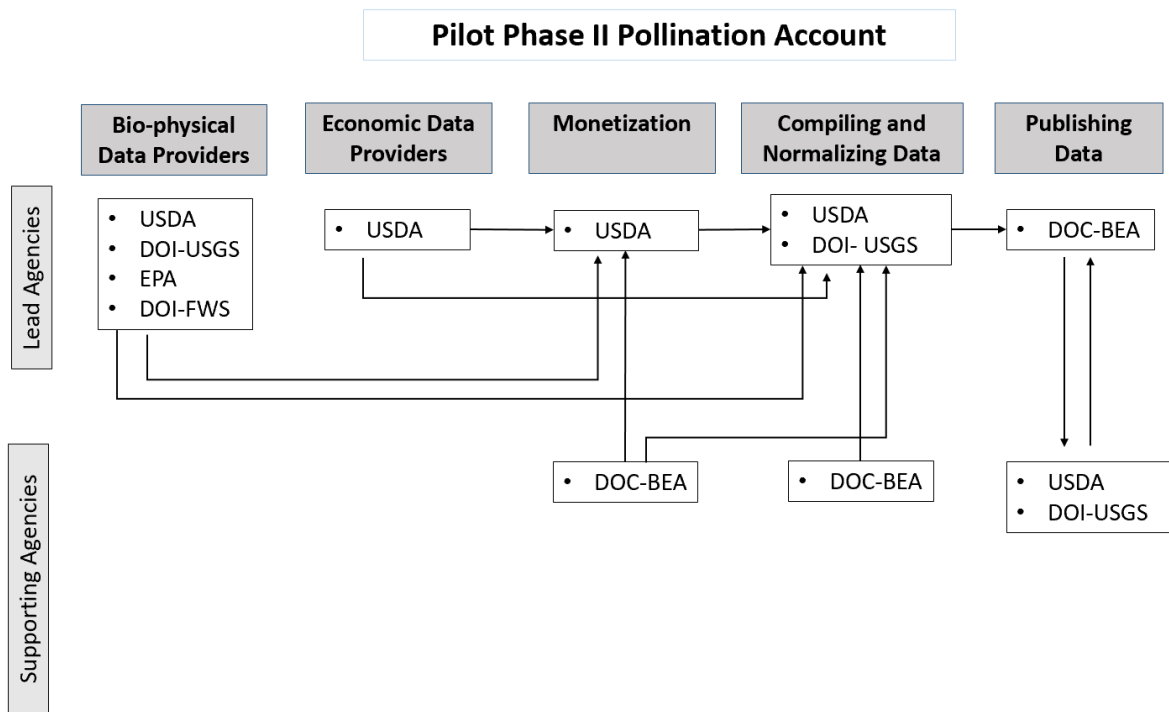 Pilot Phase II Pollination Account
Bio-physical
Data Providers
Economic Data
Providers
Monetization
Compiling and
Normalizing Data
Publishing
Data
Lead Agencies
• USDA
• DOI-USGS
• EPA
• DOI-FWS
• USDA
• USDA
• USDA
• DOI- USGS
• DOC-BEA
Supporting Agencies
• DOC-BEA
• DOC-BEA
• USDA
• DOI-USGS